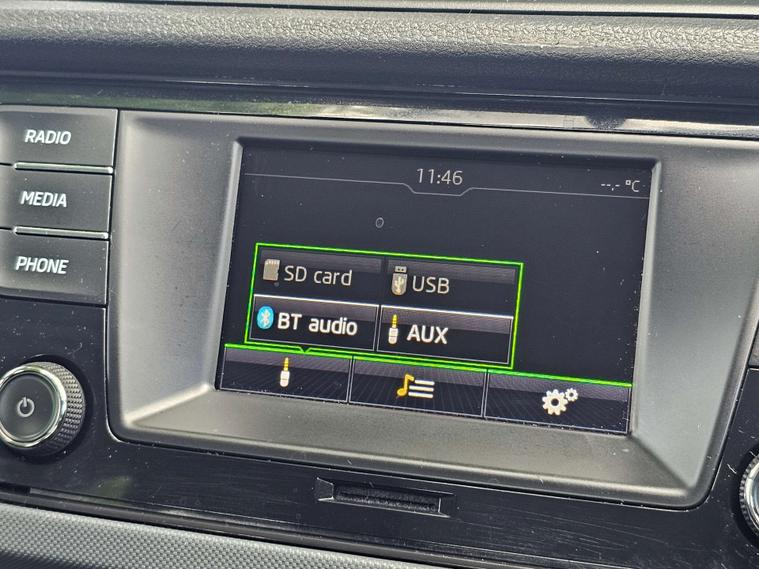 RADIO
MEDIA
PHONE
11:46
--,- °C
SD card
USB
BT audio
AUX